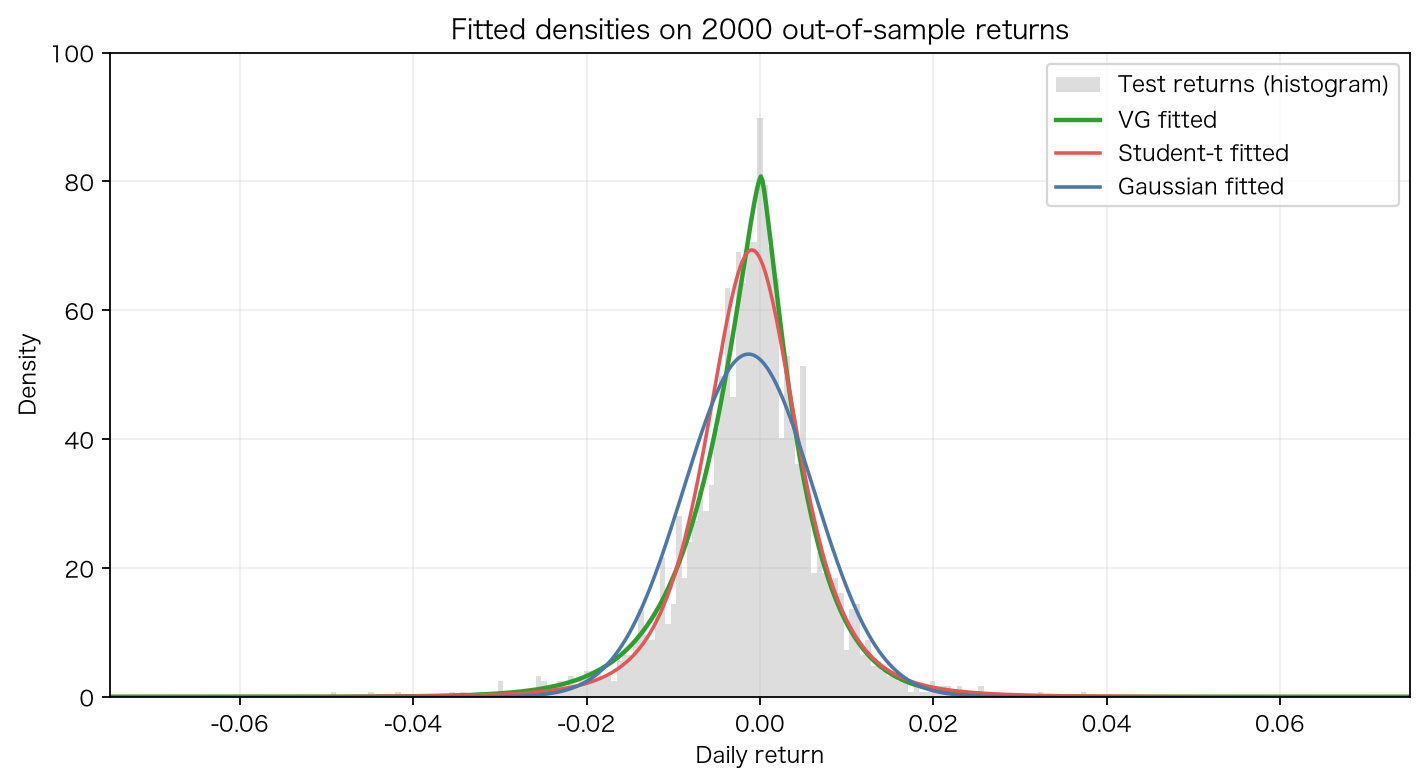 Fitted densities on 2000 out-of-sample returns
100
80
60
40
20
0
Density
Test returns (histogram)
VG fitted
Student-t fitted
Gaussian fitted
-0.06
-0.04
-0.02
0.00
0.02
0.04
0.06
Daily return